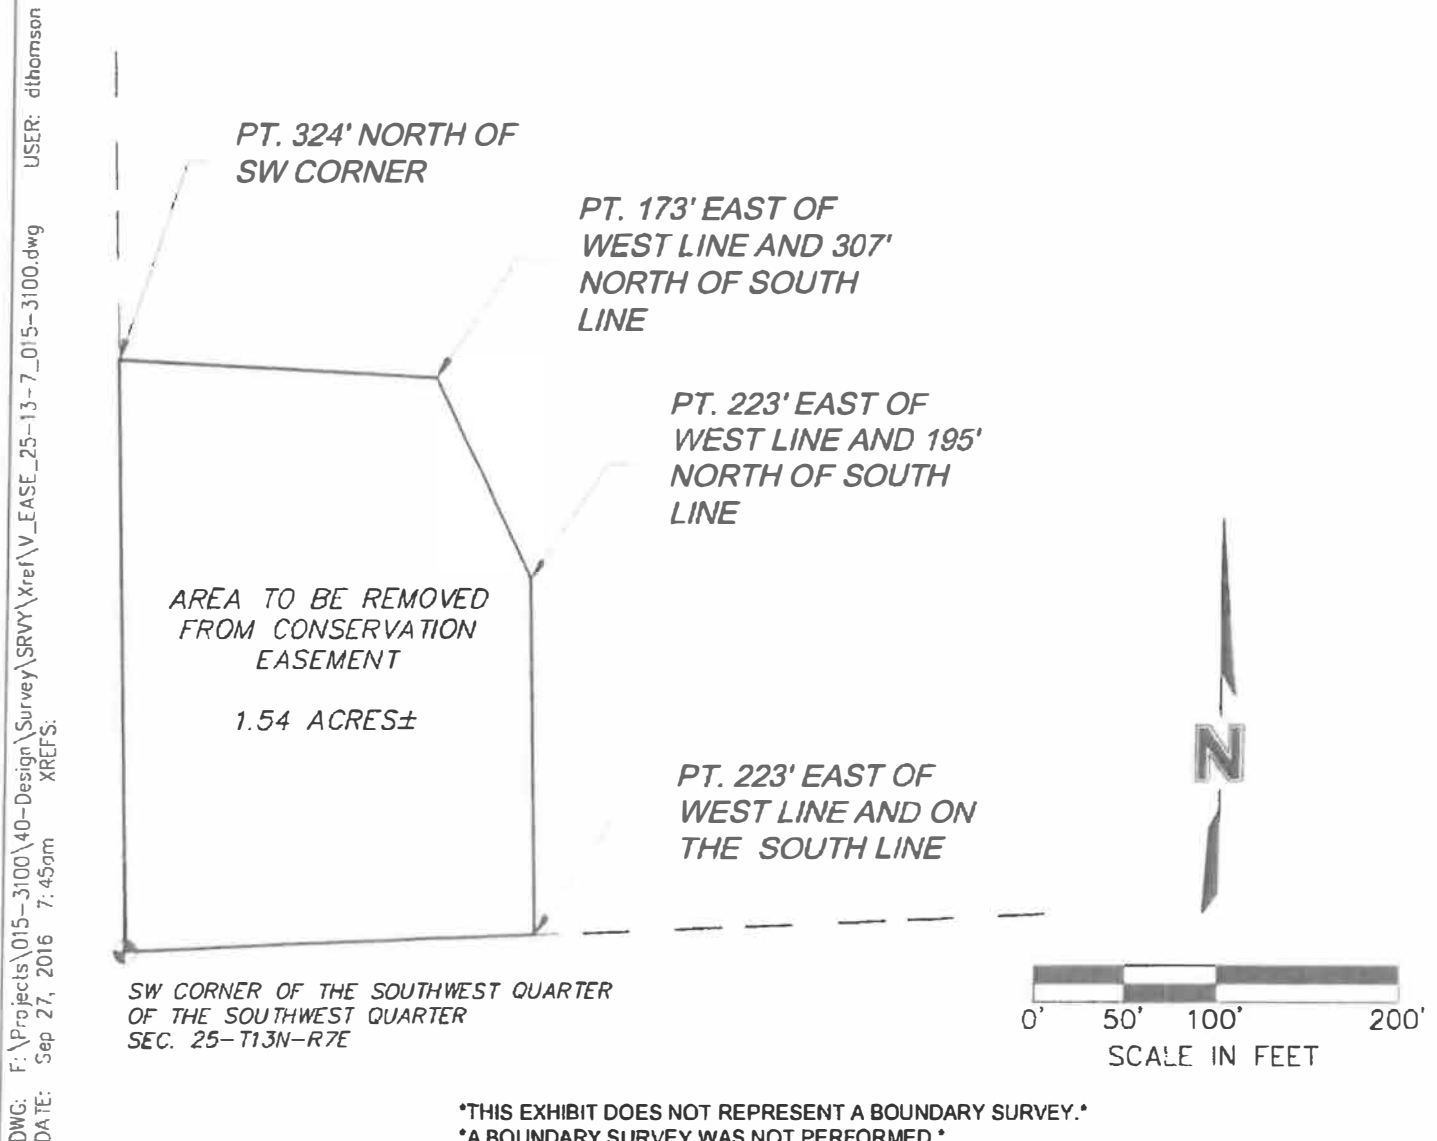 PT. 324' NORTH OF
SW CORNER
PT. 173' EAST OF
WEST LINE AND 307'
NORTH OF SOUTH
LINE
PT. 223' EAST OF
WEST LINE AND 195'
NORTH OF SOUTH
LINE
AREA TO BE REMOVED
FROM CONSERVATION
EASEMENT
1.54 ACRES±
PT. 223' EAST OF
WEST LINE AND ON
THE SOUTH LINE
N
SW CORNER OF THE SOUTHWEST QUARTER
OF THE SOUTHWEST QUARTER
SEC. 25-T13N-R7E
0' 50' 100' 200'
SCALE IN FEET
*THIS EXHIBIT DOES NOT REPRESENT A BOUNDARY SURVEY.*
*A BOUNDARY SURVEY WAS NOT PERFORMED.*
DWG: F:\Projects\015-3100\40-Design\Survey\SRVY\Xref\V_EASE_25-13-7_015-3100.dwg USER: dthomson
DATE: Sep 27, 2016 7:45am XREFS: